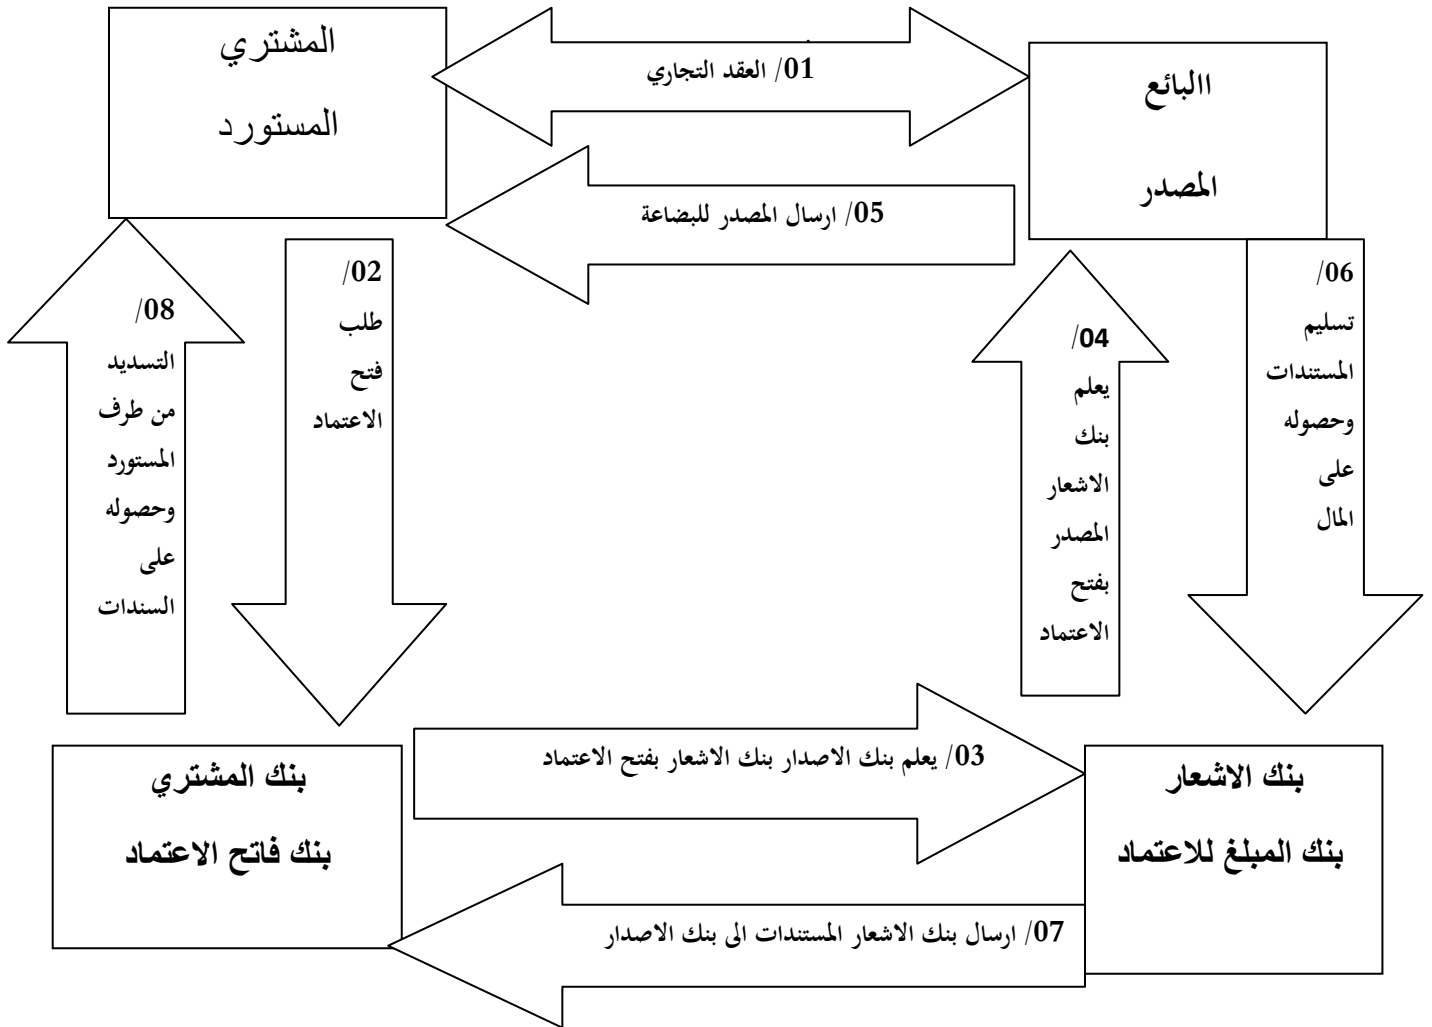 المشتري
المستورد
01/ العقد التجاري
االبائع
المصدر
05/ ارسال المصدر للبضاعة
02/
طلب
فتح
الاعتماد
08/
التسديد
من طرف
المستورد
وحصوله
على
السندات
04/
يعلم
بنك
الاشعار
المصدر
بفتح
الاعتماد
06/
تسليم
المستندات
وحصوله
على
المال
03/ يعلم بنك الاصدار بنك الاشعار بفتح الاعتماد
بنك المشتري
بنك فاتح الاعتماد
بنك الاشعار
بنك المبلغ للاعتماد
07/ ارسال بنك الاشعار المستندات الى بنك الاصدار